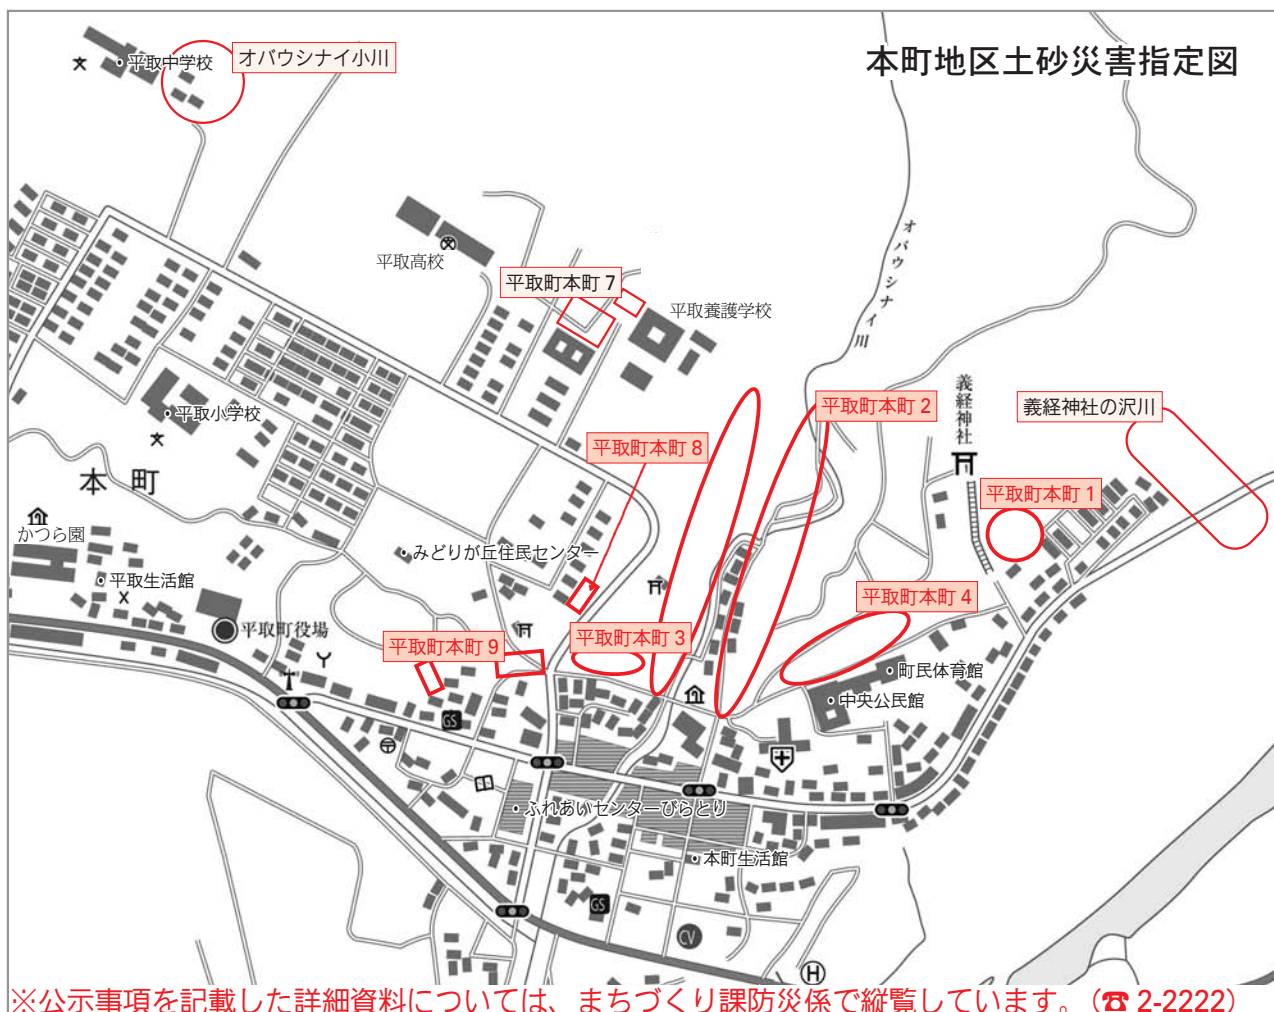 本町地区土砂災害指定図
オバウシナイ小川
平取中学校
平取高校
平取町本町 7
平取養護学校
オバウシナイ川
義経神社
義経神社の沢川
平取町本町 2
平取町本町 1
平取小学校
平取町本町 8
本 町
かつら園
みどりが丘住民センター
平取生活館
平取町役場
平取町本町 9
平取町本町 3
平取町本町 4
町民体育館
中央公民館
GS
ふれあいセンターびらとり
本町生活館
GS
CV
H
※公示事項を記載した詳細資料については、まちづくり課防災係で縦覧しています。(☎ 2-2222)